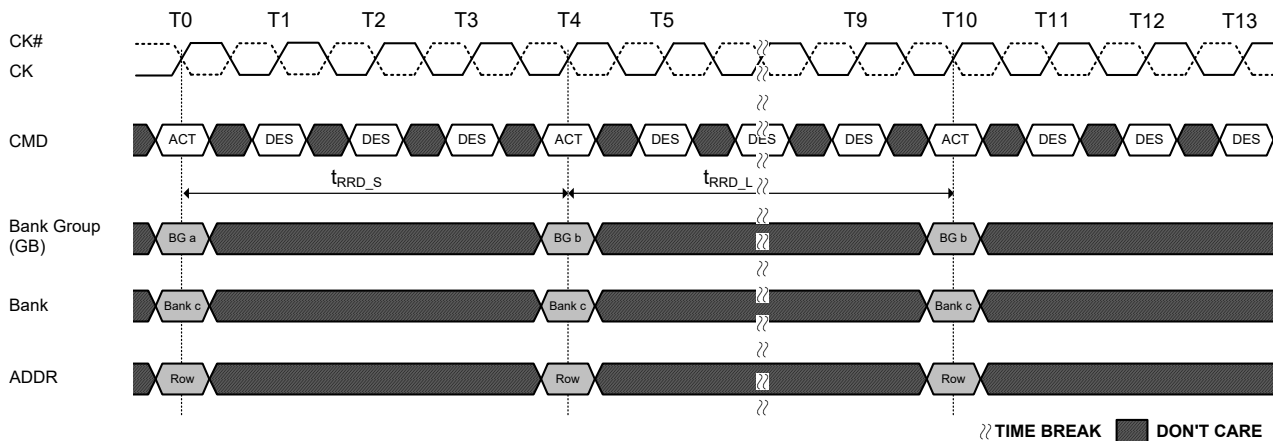 T0 T1 T2 T3 T4 T5 T9 T10 T11 T12 T13
CK#
CK
CMD ACT DES DES DES ACT DES DES DES ACT DES DES DES
tRRD_S tRRD_L
Bank Group
(GB)
BG a BG b BG b
Bank Bank c Bank c Bank c
ADDR Row Row Row
TIME BREAK DON'T CARE